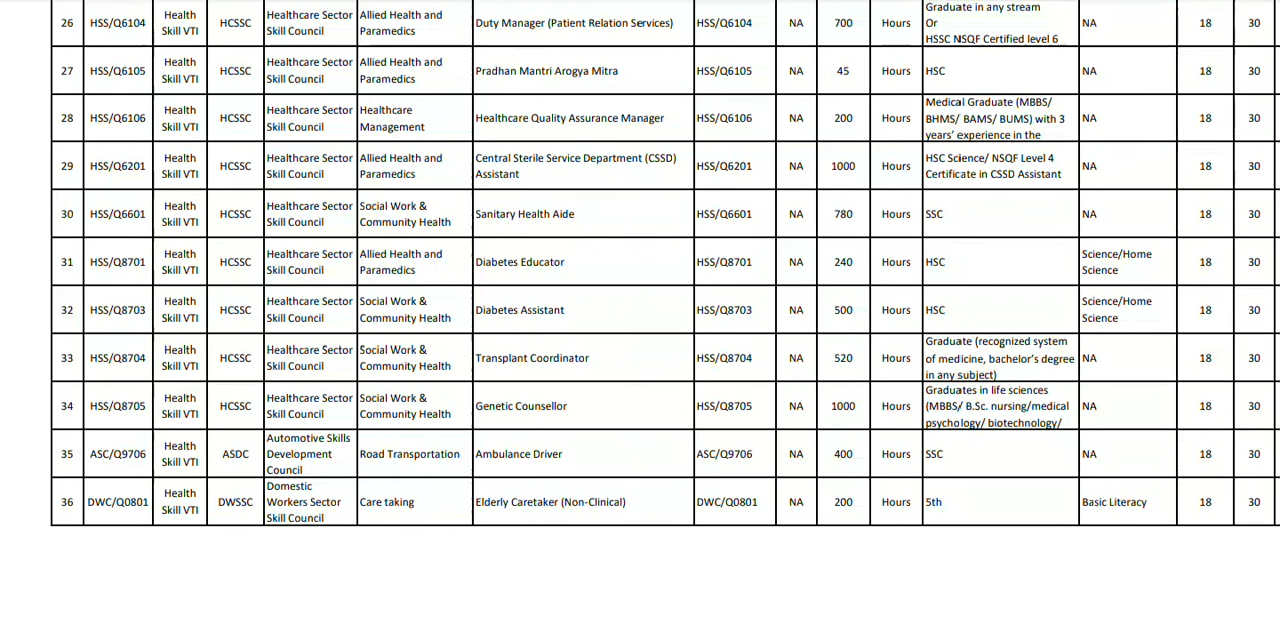 26 HSS/Q6104 Health Skill VTI HCSSC Healthcare Sector Skill Council Allied Health and Paramedics Duty Manager (Patient Relation Services) HSS/Q6104 NA 700 Hours Graduate in any stream Or HSSC NSQF Certified level 6 NA 18 30
27 HSS/Q6105 Health Skill VTI HCSSC Healthcare Sector Skill Council Allied Health and Paramedics Pradhan Mantri Arogya Mitra HSS/Q6105 NA 45 Hours HSC NA 18 30
28 HSS/Q6106 Health Skill VTI HCSSC Healthcare Sector Skill Council Healthcare Management Healthcare Quality Assurance Manager HSS/Q6106 NA 200 Hours Medical Graduate (MBBS/ BHMS/ BAMS/ BUMS) with 3 years' experience in the NA 18 30
29 HSS/Q6201 Health Skill VTI HCSSC Healthcare Sector Skill Council Allied Health and Paramedics Central Sterile Service Department (CSSD) Assistant HSS/Q6201 NA 1000 Hours HSC Science/ NSQF Level 4 Certificate in CSSD Assistant NA 18 30
30 HSS/Q6601 Health Skill VTI HCSSC Healthcare Sector Skill Council Social Work & Community Health Sanitary Health Aide HSS/Q6601 NA 780 Hours SSC NA 18 30
31 HSS/Q8701 Health Skill VTI HCSSC Healthcare Sector Skill Council Allied Health and Paramedics Diabetes Educator HSS/Q8701 NA 240 Hours HSC Science/Home Science 18 30
32 HSS/Q8703 Health Skill VTI HCSSC Healthcare Sector Skill Council Social Work & Community Health Diabetes Assistant HSS/Q8703 NA 500 Hours HSC Science/Home Science 18 30
33 HSS/Q8704 Health Skill VTI HCSSC Healthcare Sector Skill Council Social Work & Community Health Transplant Coordinator HSS/Q8704 NA 520 Hours Graduate (recognized system of medicine, bachelor's degree in any subject) NA 18 30
34 HSS/Q8705 Health Skill VTI HCSSC Healthcare Sector Skill Council Social Work & Community Health Genetic Counsellor HSS/Q8705 NA 1000 Hours Graduates in life sciences (MBBS/ B.Sc. nursing/medical psychology/ biotechnology/ NA 18 30
35 ASC/Q9706 Health Skill VTI ASDC Automotive Skills Development Council Road Transportation Ambulance Driver ASC/Q9706 NA 400 Hours SSC NA 18 30
36 DWC/Q0801 Health Skill VTI DWSSC Domestic Workers Sector Skill Council Care taking Elderly Caretaker (Non-Clinical) DWC/Q0801 NA 200 Hours 5th Basic Literacy 18 30